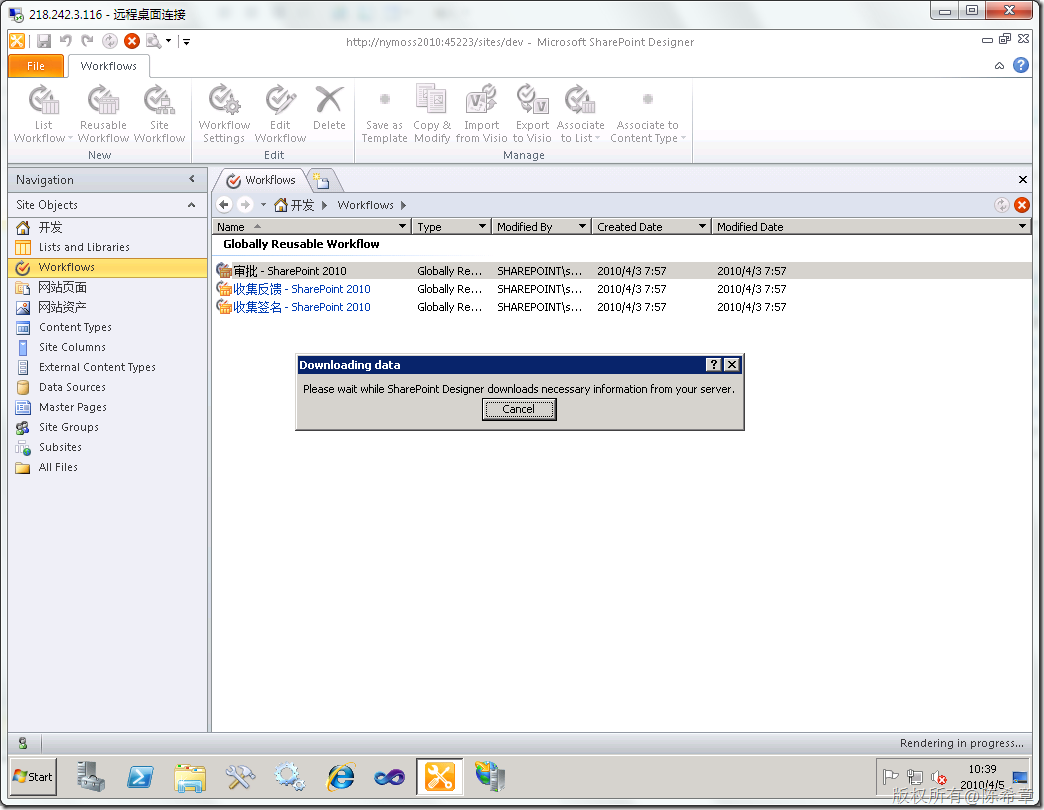 218.242.3.116 - 远程桌面连接
http://nymoss2010:45223/sites/dev - Microsoft SharePoint Designer
File Workflows
List Workflow
Reusable Workflow
Site Workflow
New
Workflow Settings
Edit Workflow
Delete
Edit
Save as Template
Copy & Modify
Import from Visio
Export to Visio
Associate to List
Associate to Content Type
Manage
Navigation
Site Objects
开发
Lists and Libraries
Workflows
网站页面
网站资产
Content Types
Site Columns
External Content Types
Data Sources
Master Pages
Site Groups
Subsites
All Files
Workflows
开发 Workflows
Name Type Modified By Created Date Modified Date
Globally Reusable Workflow
审批 - SharePoint 2010 Globally Re... SHAREPOINT\s... 2010/4/3 7:57 2010/4/3 7:57
收集反馈 - SharePoint 2010 Globally Re... SHAREPOINT\s... 2010/4/3 7:57 2010/4/3 7:57
收集签名 - SharePoint 2010 Globally Re... SHAREPOINT\s... 2010/4/3 7:57 2010/4/3 7:57
Downloading data
Please wait while SharePoint Designer downloads necessary information from your server.
Cancel
Rendering in progress...
Start
10:39
2010/4/5
版权所有@陈希章